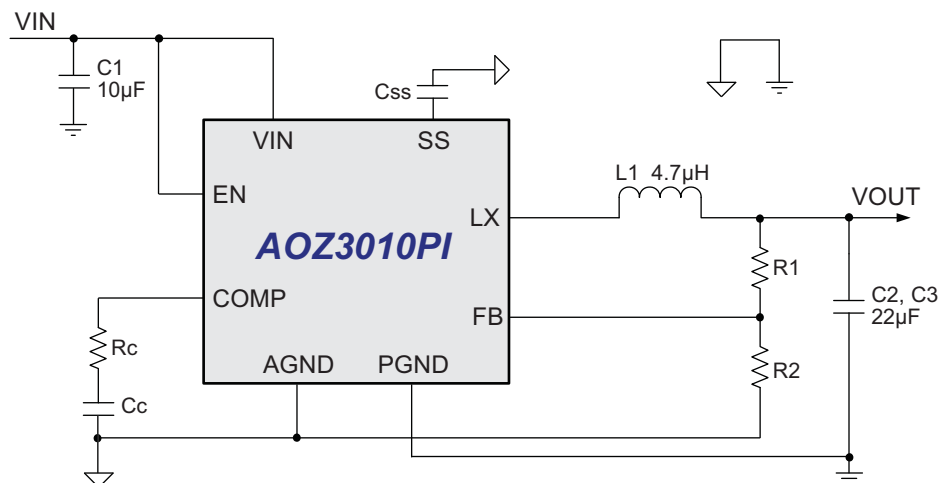 VIN
C1
10µF
Css
VIN
SS
EN
L1 4.7µH
VOUT
LX
AOZ3010PI
R1
COMP
C2, C3
22µF
FB
Rc
AGND
PGND
R2
Cc